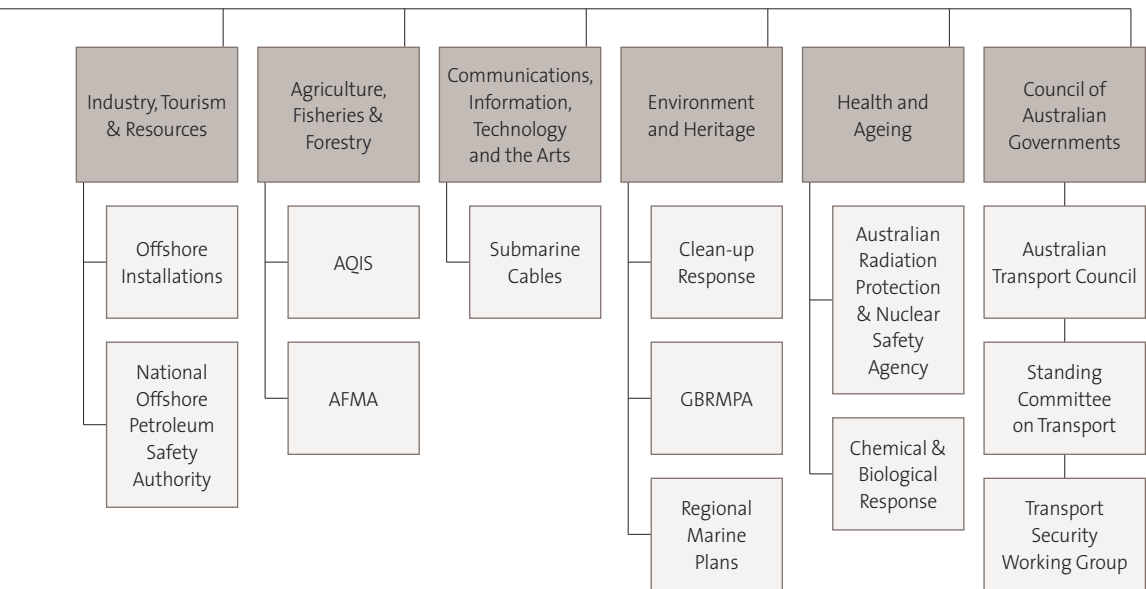 Industry, Tourism
& Resources
Offshore
Installations
National
Offshore
Petroleum
Safety
Authority
Agriculture,
Fisheries &
Forestry
AQIS
AFMA
Communications,
Information,
Technology
and the Arts
Submarine
Cables
Environment
and Heritage
Clean-up
Response
GBRMPA
Regional
Marine
Plans
Health and
Ageing
Australian
Radiation
Protection
& Nuclear
Safety
Agency
Chemical &
Biological
Response
Council of
Australian
Governments
Australian
Transport Council
Standing
Committee
on Transport
Transport
Security
Working Group